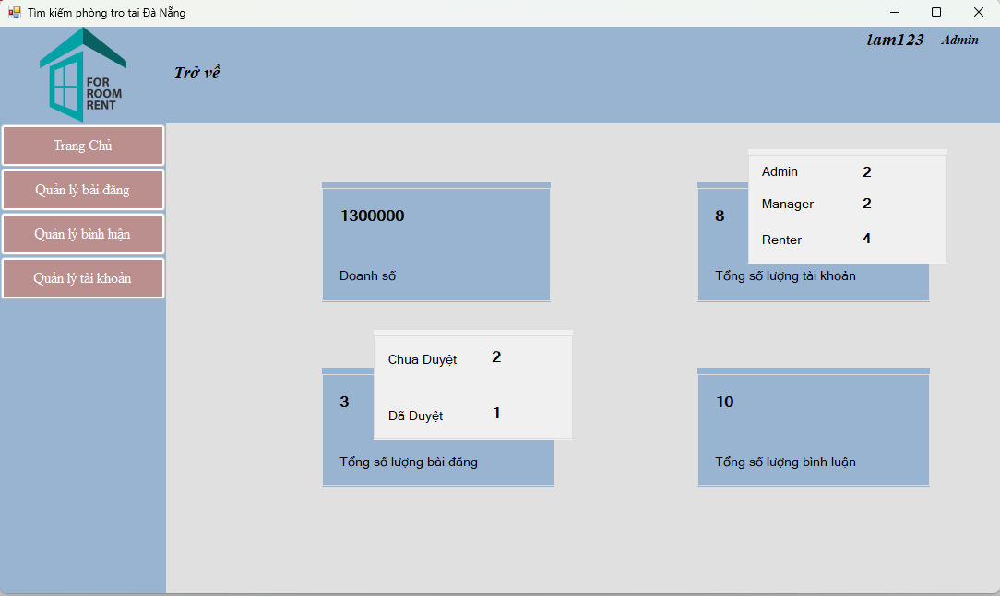 Tìm kiếm phòng trọ tại Đà Nẵng
lam123 Admin
Trở về
FOR
ROOM
RENT
Trang Chủ
Quản lý bài đăng
Quản lý bình luận
Quản lý tài khoản
1300000
Doanh số
8
Tổng số lượng tài khoản
Admin 2
Manager 2
Renter 4
3
Tổng số lượng bài đăng
Chưa Duyệt 2
Đã Duyệt 1
10
Tổng số lượng bình luận